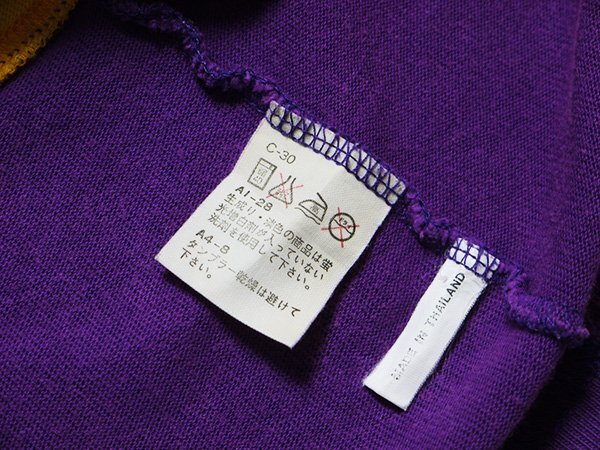 C-30
A1-28
生成り・淡色の商品は蛍
光増白剤が入っていない
洗剤を使用して下さい。
A4-8
タンブラー乾燥は避けて
下さい。
MADE IN THAILAND